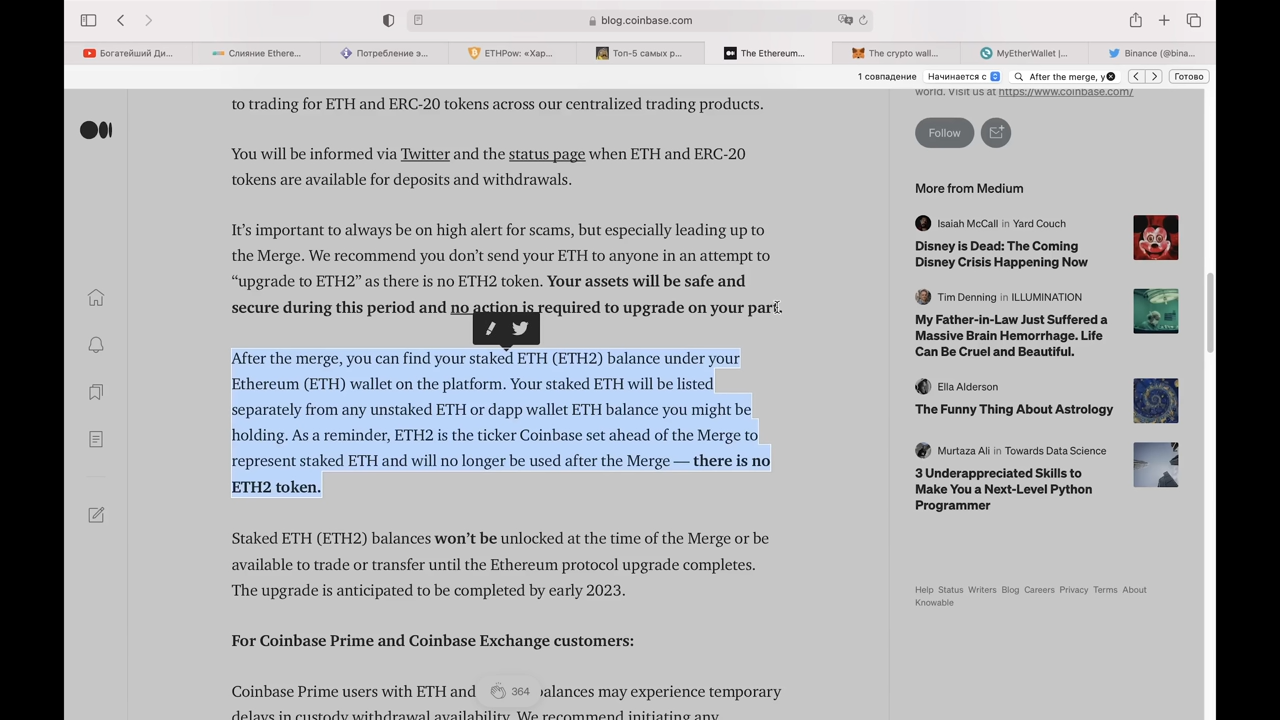 blog.coinbase.com
Богатейший Ди...
Слияние Ethere...
Потребление э...
ETHPow: «Хар...
Топ-5 самых р...
The Ethereum...
The crypto wall...
MyEtherWallet |...
Binance (@bina...
1 совпадение
Начинается с
After the merge, y
Готово
to trading for ETH and ERC-20 tokens across our centralized trading products.
You will be informed via Twitter and the status page when ETH and ERC-20
tokens are available for deposits and withdrawals.
It’s important to always be on high alert for scams, but especially leading up to
the Merge. We recommend you don’t send your ETH to anyone in an attempt to
“upgrade to ETH2” as there is no ETH2 token. Your assets will be safe and
secure during this period and no action is required to upgrade on your part.
After the merge, you can find your staked ETH (ETH2) balance under your
Ethereum (ETH) wallet on the platform. Your staked ETH will be listed
separately from any unstaked ETH or dapp wallet ETH balance you might be
holding. As a reminder, ETH2 is the ticker Coinbase set ahead of the Merge to
represent staked ETH and will no longer be used after the Merge — there is no
ETH2 token.
Staked ETH (ETH2) balances won’t be unlocked at the time of the Merge or be
available to trade or transfer until the Ethereum protocol upgrade completes.
The upgrade is anticipated to be completed by early 2023.
For Coinbase Prime and Coinbase Exchange customers:
Coinbase Prime users with ETH and balances may experience temporary
delays in custody withdrawal availability. We recommend initiating any
364
world. Visit us at https://www.coinbase.com/
Follow
More from Medium
Isaiah McCall in Yard Couch
Disney is Dead: The Coming
Disney Crisis Happening Now
Tim Denning in ILLUMINATION
My Father-in-Law Just Suffered a
Massive Brain Hemorrhage. Life
Can Be Cruel and Beautiful.
Ella Alderson
The Funny Thing About Astrology
Murtaza Ali in Towards Data Science
3 Underappreciated Skills to
Make You a Next-Level Python
Programmer
Help Status Writers Blog Careers Privacy Terms About
Knowable